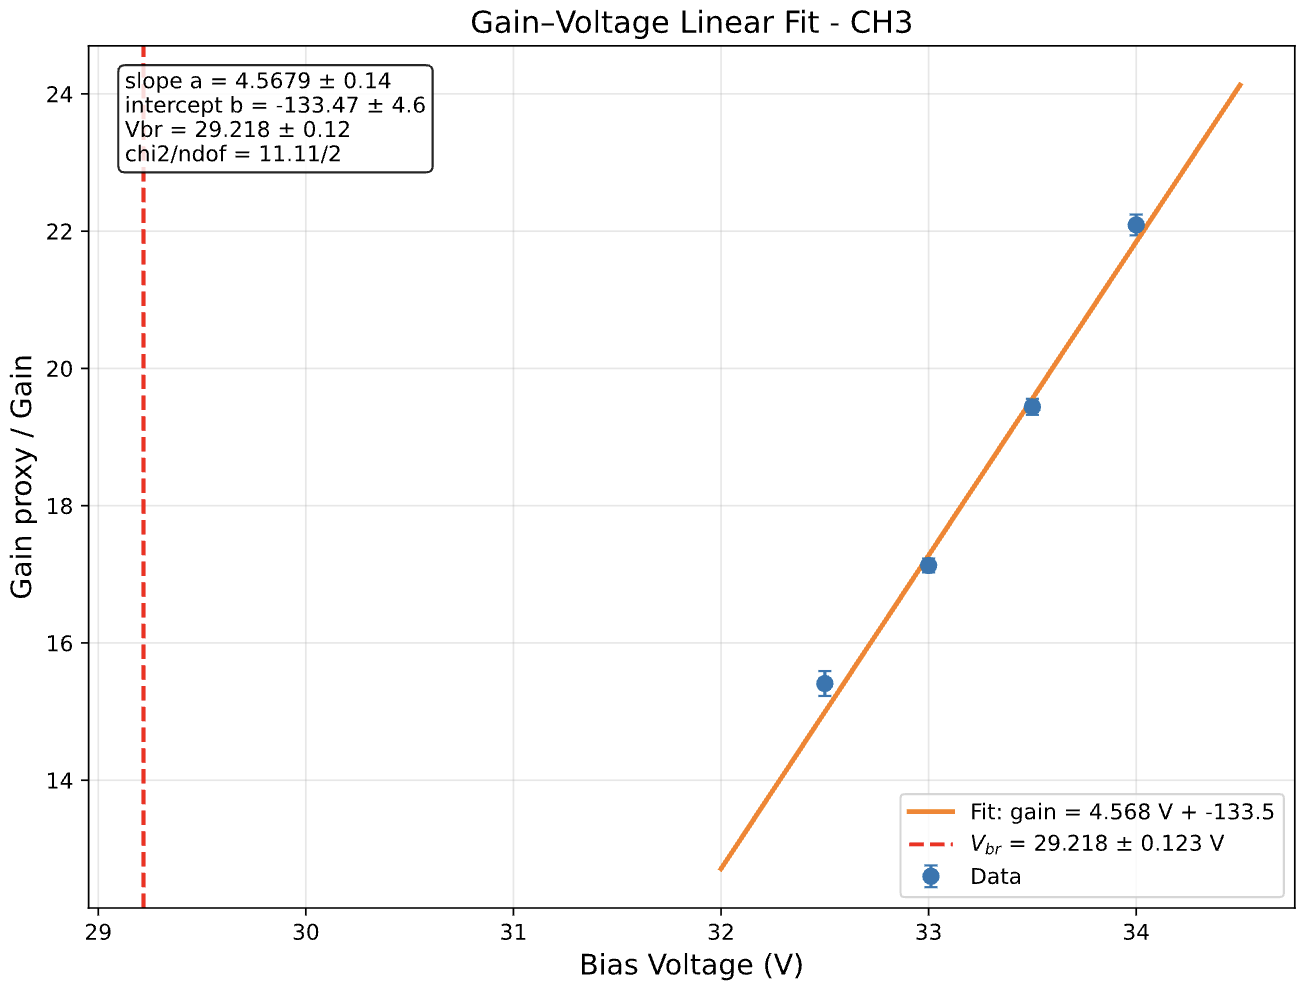 Gain–Voltage Linear Fit - CH3
slope a = 4.5679 ± 0.14
intercept b = -133.47 ± 4.6
Vbr = 29.218 ± 0.12
chi2/ndof = 11.11/2
Gain proxy / Gain
24
22
20
18
16
14
Fit: gain = 4.568 V + -133.5
V_br = 29.218 ± 0.123 V
Data
29 30 31 32 33 34
Bias Voltage (V)